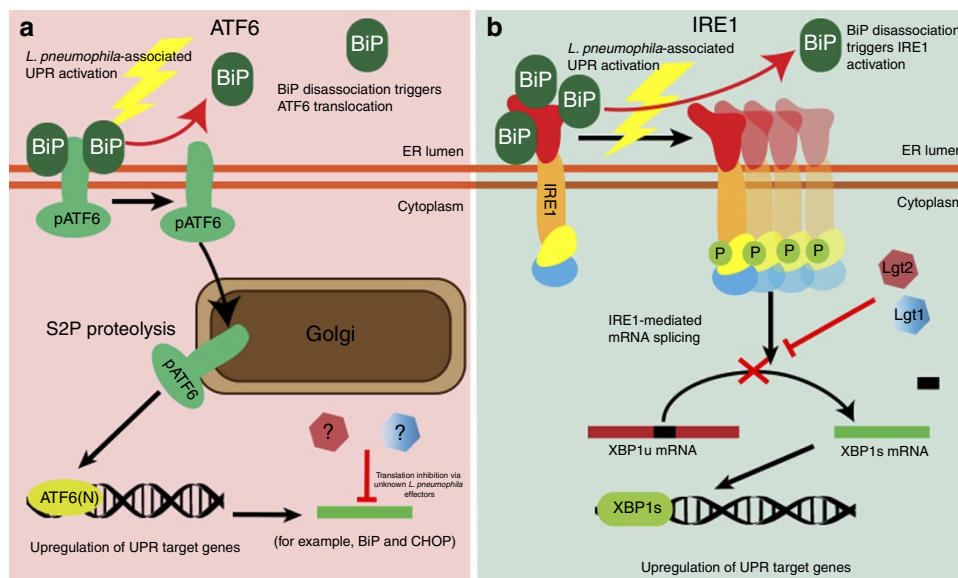 a
ATF6
L. pneumophila-associated
UPR activation
BiP
BiP
BiP disassociation triggers
ATF6 translocation
BiP
BiP
ER lumen
Cytoplasm
pATF6
pATF6
S2P proteolysis
Golgi
pATF6
?
?
Translation inhibition via
unknown L. pneumophila
effectors
ATF6(N)
Upregulation of UPR target genes
(for example, BiP and CHOP)
b
IRE1
L. pneumophila-associated
UPR activation
BiP
BiP disassociation
triggers IRE1
activation
BiP
BiP
BiP
ER lumen
Cytoplasm
IRE1
P
P
P
P
Lgt2
Lgt1
IRE1-mediated
mRNA splicing
XBP1u mRNA
XBP1s mRNA
XBP1s
Upregulation of UPR target genes